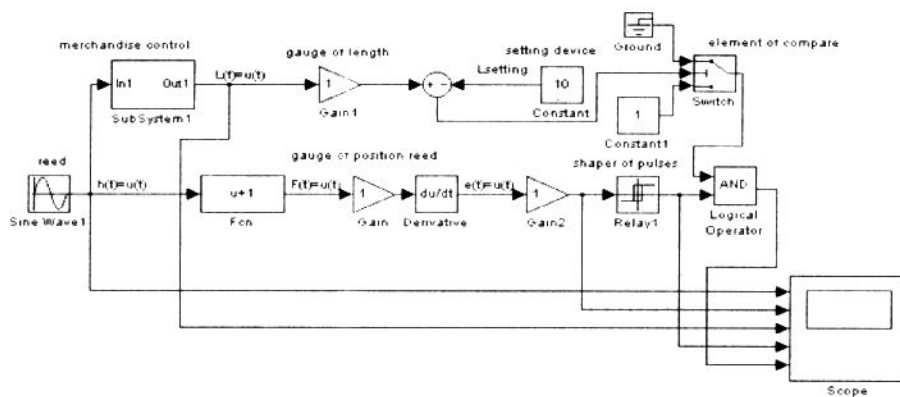 Ground
merchandise control
gauge of length
setting device
element of compare
In1
Out1
L(t)=u(t)
1
+ -
Lsetting
10
SubSystem1
Gain1
Constant
Switch
1
Constant1
reed
gauge of position reed
shaper of pulses
h(t)=u(t)
u+1
F(t)=u(t)
1
du/dt
e(t)=u(t)
1
AND
Sine Wave1
Fcn
Gain
Derivative
Gain2
Relay1
Logical
Operator
Scope